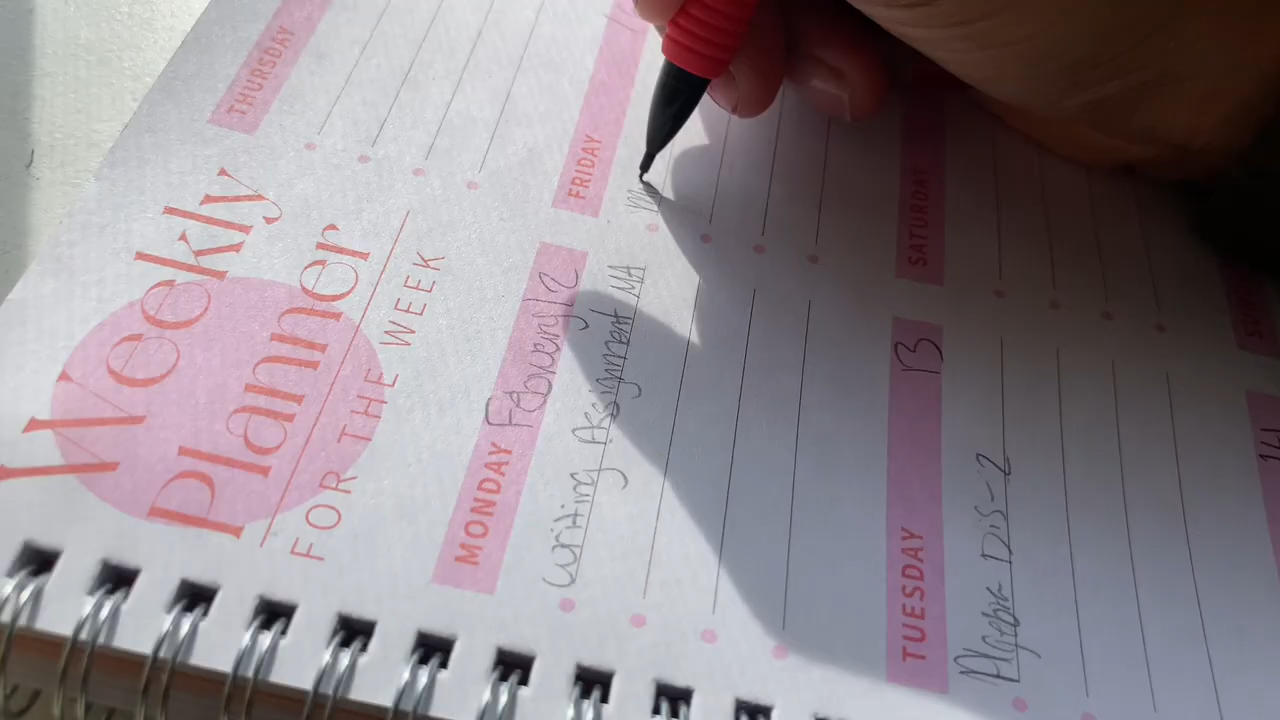 Weekly
Planner
FOR THE WEEK
MONDAY February 12
Writing Assignment MA
TUESDAY 13
Algebra Dis-2
14
THURSDAY
FRIDAY
SATURDAY